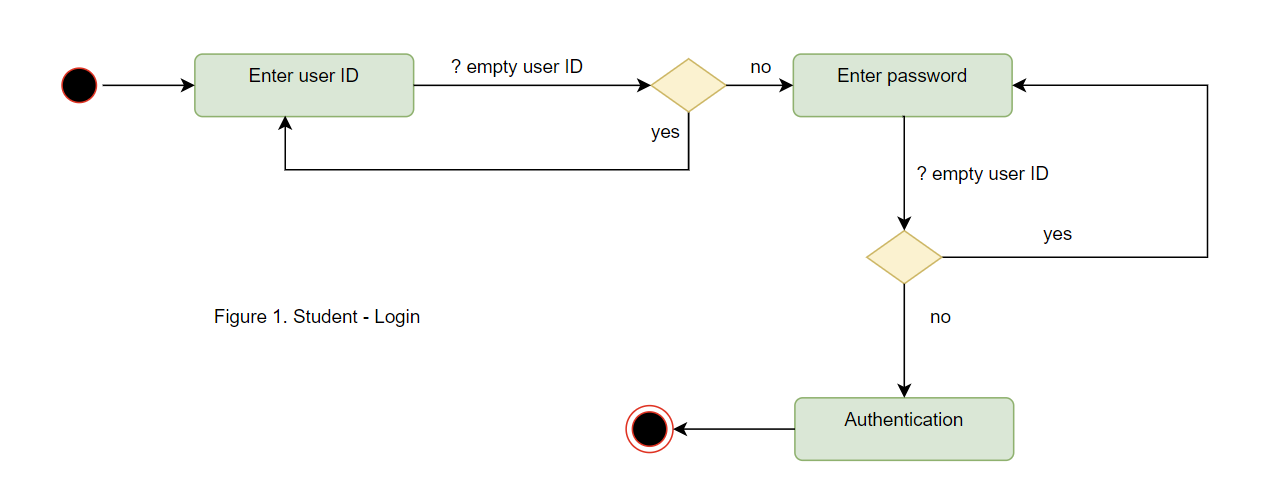 Enter user ID
? empty user ID
no
Enter password
yes
? empty user ID
yes
Figure 1. Student - Login
no
Authentication